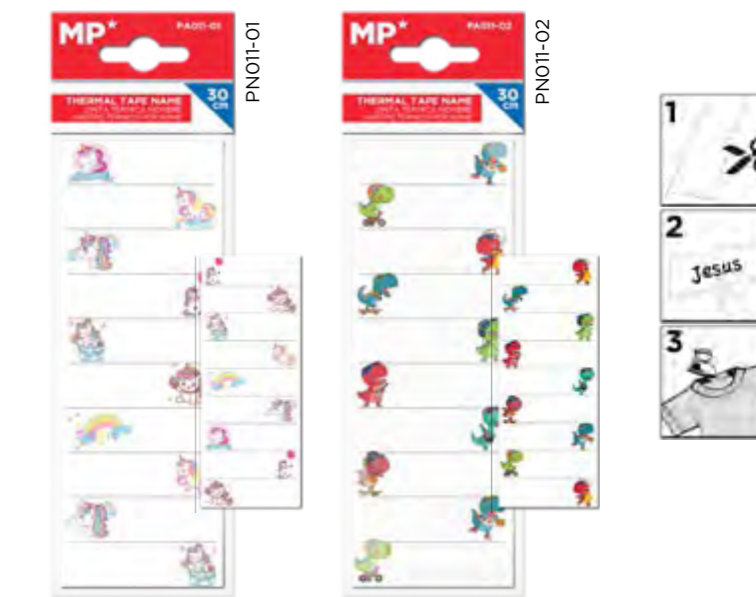 MP*
PA011-01
THERMAL TAPE NAME
30
cm
PN011-01
MP*
PA011-02
THERMAL TAPE NAME
30
cm
PN011-02
1
2
Jesus
3